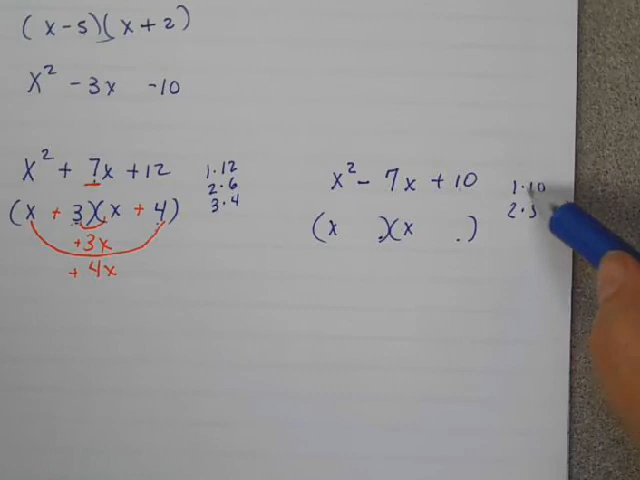 (x-5)(x+2)
x² - 3x -10
x² + 7x + 12
1·12
2·6
3·4
(x + 3)(x + 4)
+3x
+4x
x² - 7x + 10
1·10
2·5
(x .)(x .)